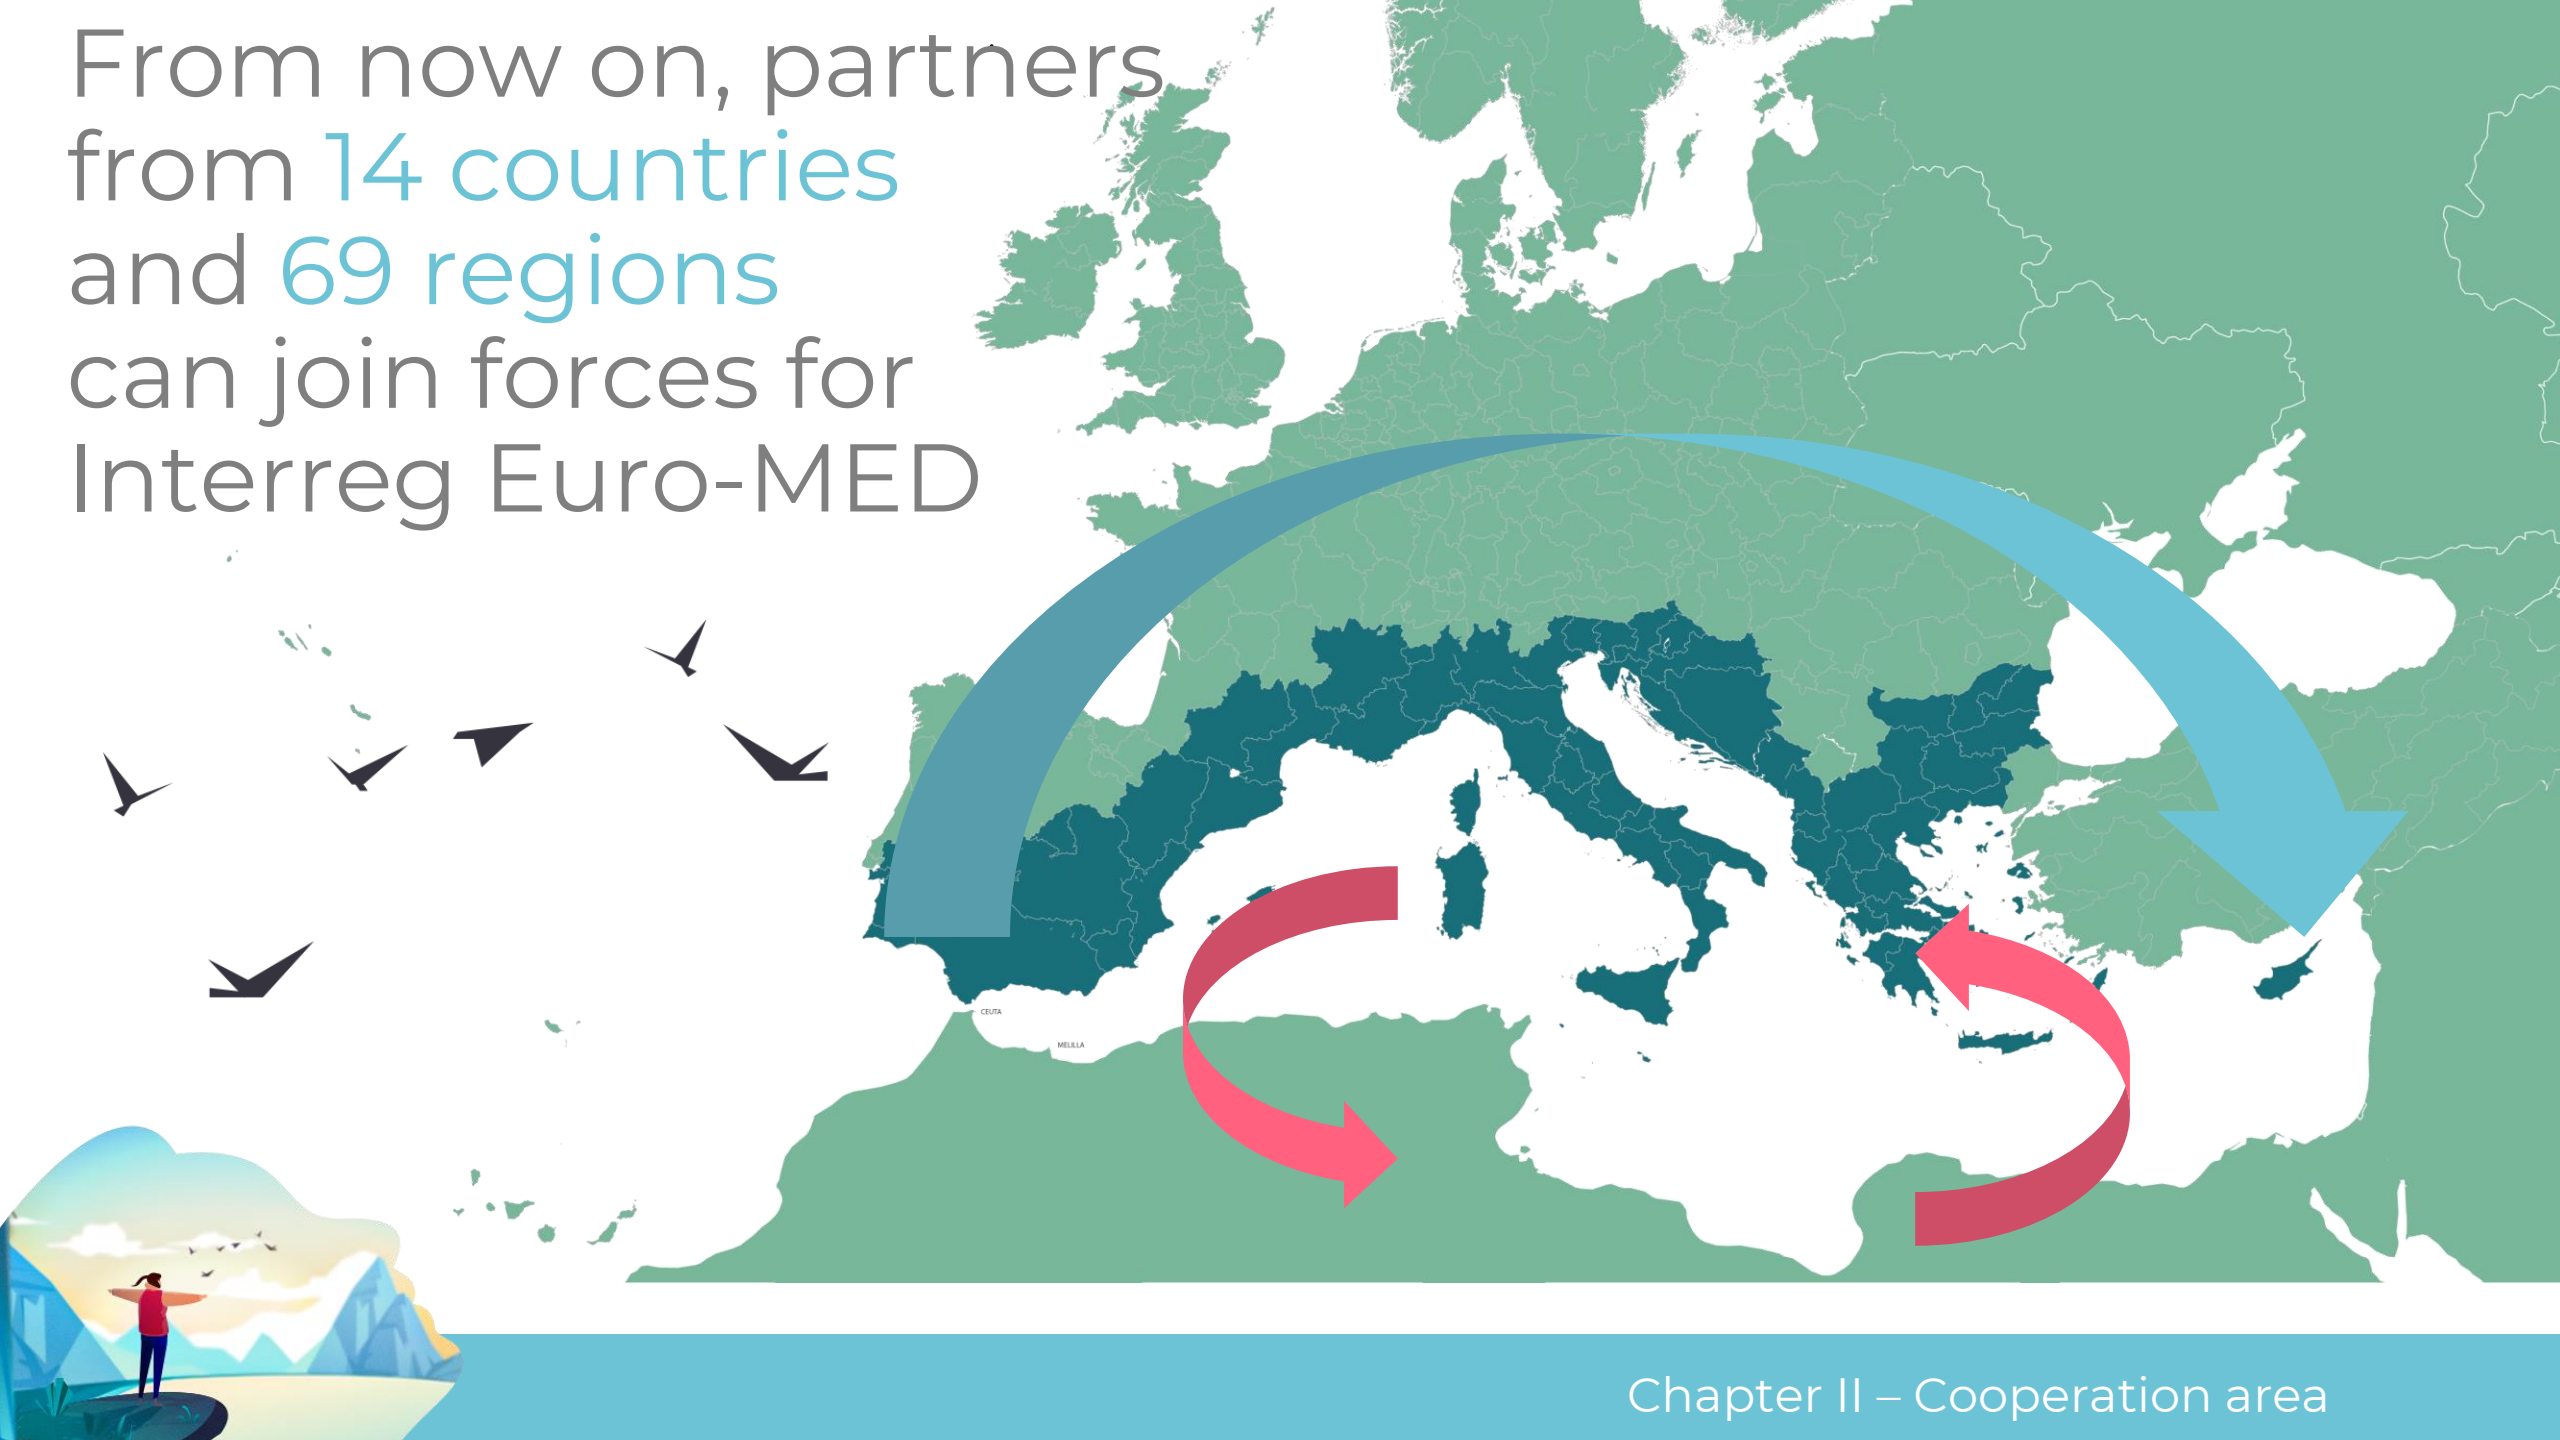 From now on, partners
from 14 countries
and 69 regions
can join forces for
Interreg Euro-MED
CEUTA
MELILLA
Chapter II – Cooperation area